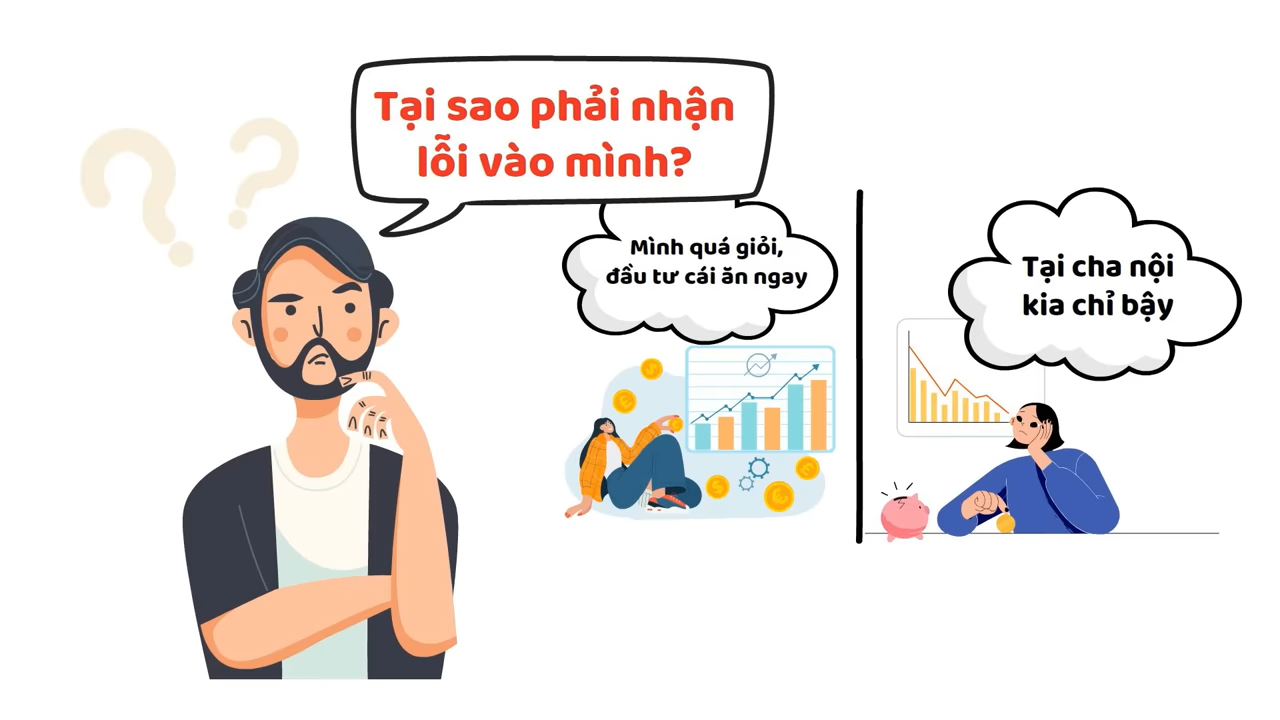 Tại sao phải nhận
lỗi vào mình?
Mình quá giỏi,
đầu tư cái ăn ngay
Tại cha nội
kia chỉ bậy